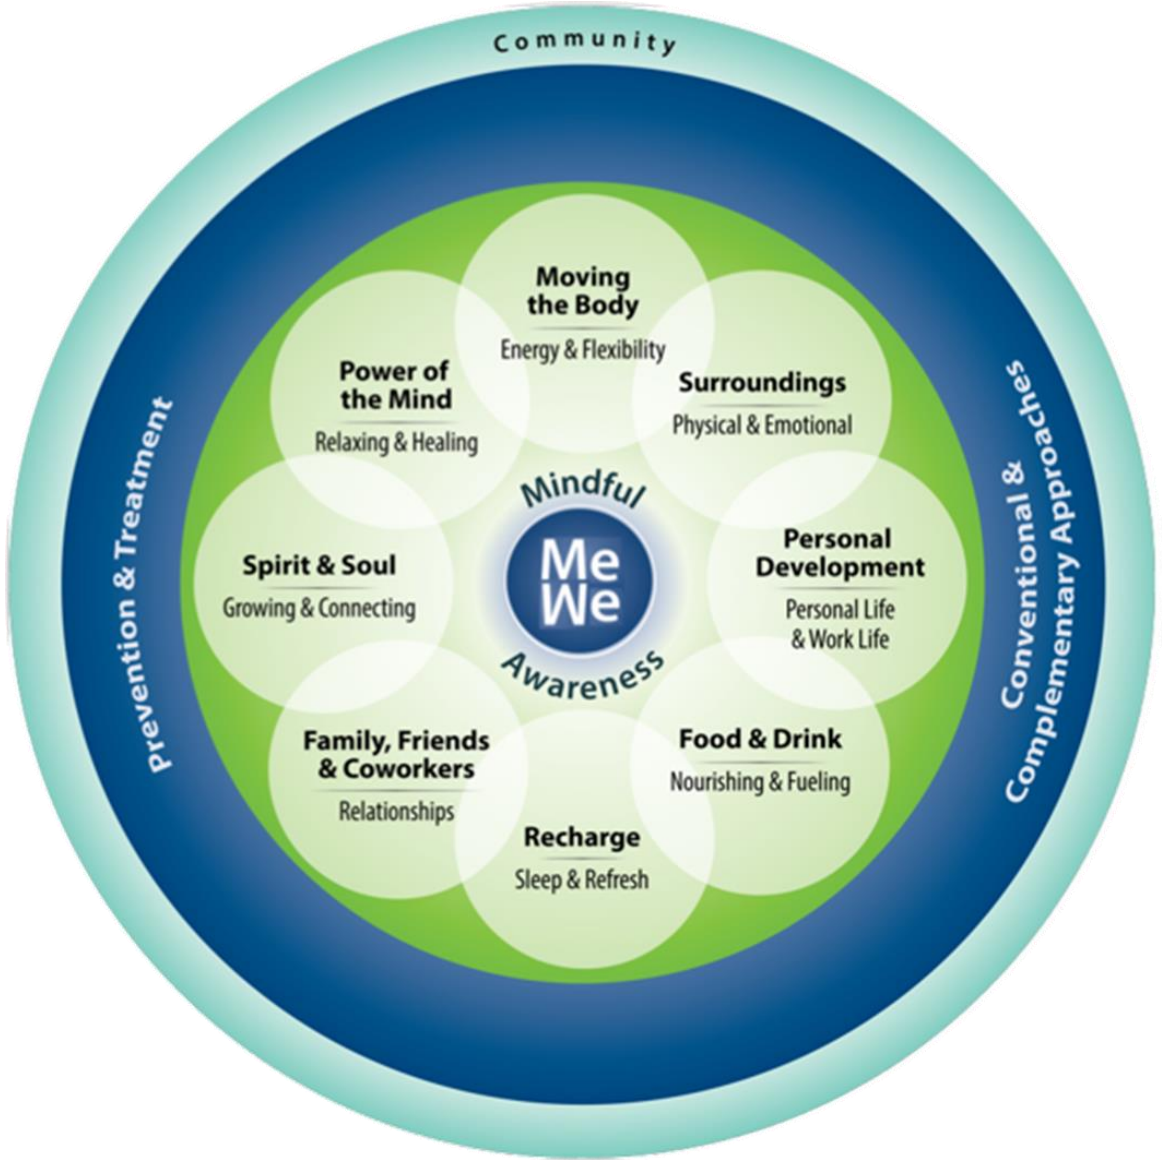 Community
Prevention & Treatment
Conventional &
Complementary Approaches
Moving
the Body
Energy & Flexibility
Surroundings
Physical & Emotional
Personal
Development
Personal Life
& Work Life
Food & Drink
Nourishing & Fueling
Recharge
Sleep & Refresh
Family, Friends
& Coworkers
Relationships
Spirit & Soul
Growing & Connecting
Power of
the Mind
Relaxing & Healing
Mindful
Me
We
Awareness